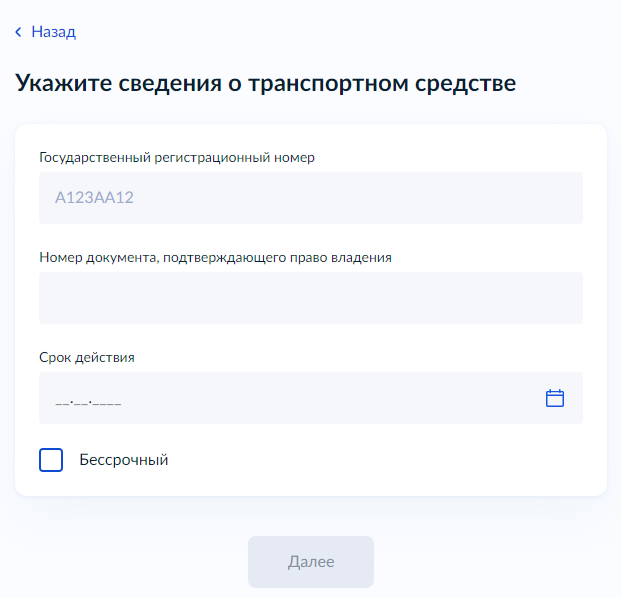 Назад
Укажите сведения о транспортном средстве
Государственный регистрационный номер
А123АА12
Номер документа, подтверждающего право владения
Срок действия
__.__.____
Бессрочный
Далее